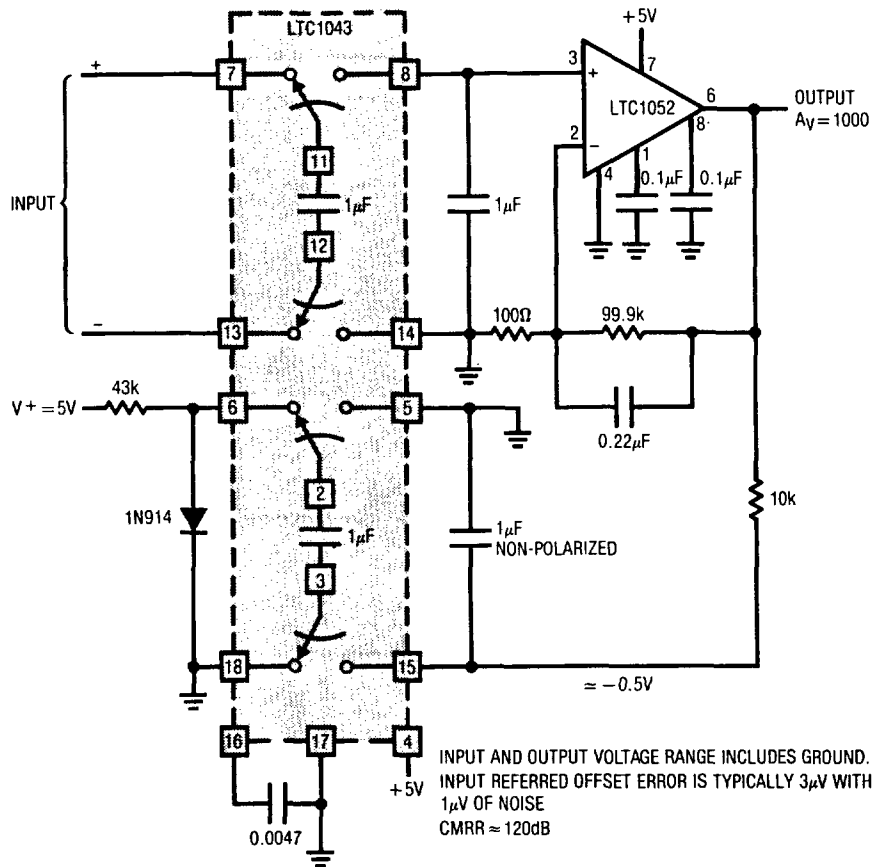 LTC1043
+5V
+
7
8
3
+
7
LTC1052
6
OUTPUT
A_V = 1000
2
−
8
1
4
0.1µF
0.1µF
11
1µF
12
1µF
INPUT
−
13
14
100Ω
99.9k
0.22µF
43k
V+ = 5V
6
5
2
1N914
1µF
3
1µF
NON-POLARIZED
10k
18
15
≃ −0.5V
16
17
4
+5V
0.0047
INPUT AND OUTPUT VOLTAGE RANGE INCLUDES GROUND.
INPUT REFERRED OFFSET ERROR IS TYPICALLY 3µV WITH
1µV OF NOISE
CMRR ≈ 120dB